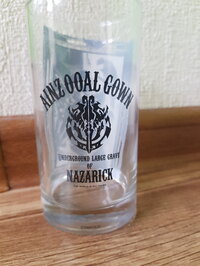 AINZ OOAL GOWN
UNDERGROUND LARGE GRAVE
OF
NAZARICK